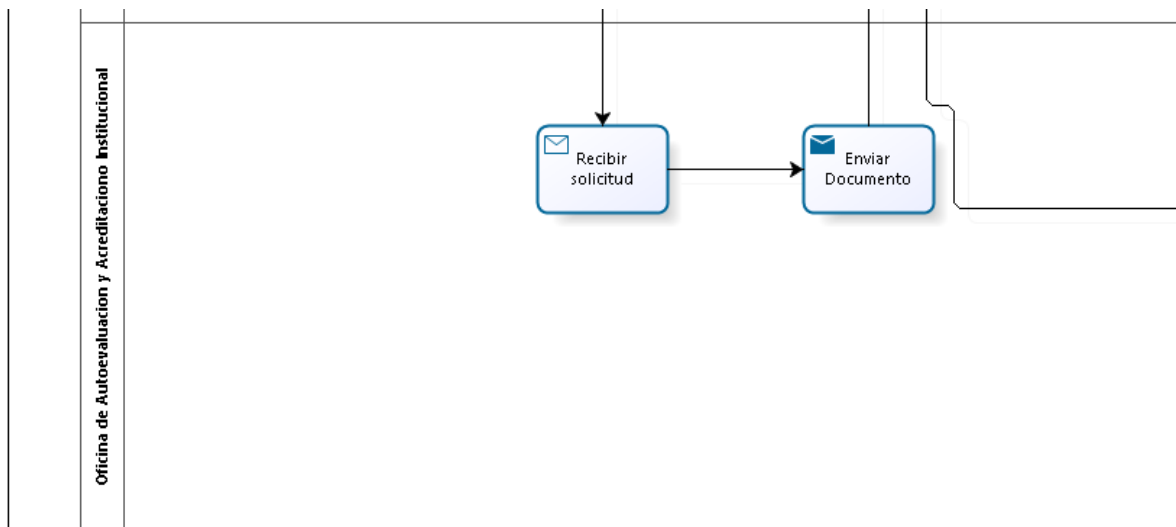 Oficina de Autoevaluacion y Acreditaciono Institucional
Recibir
solicitud
Enviar
Documento